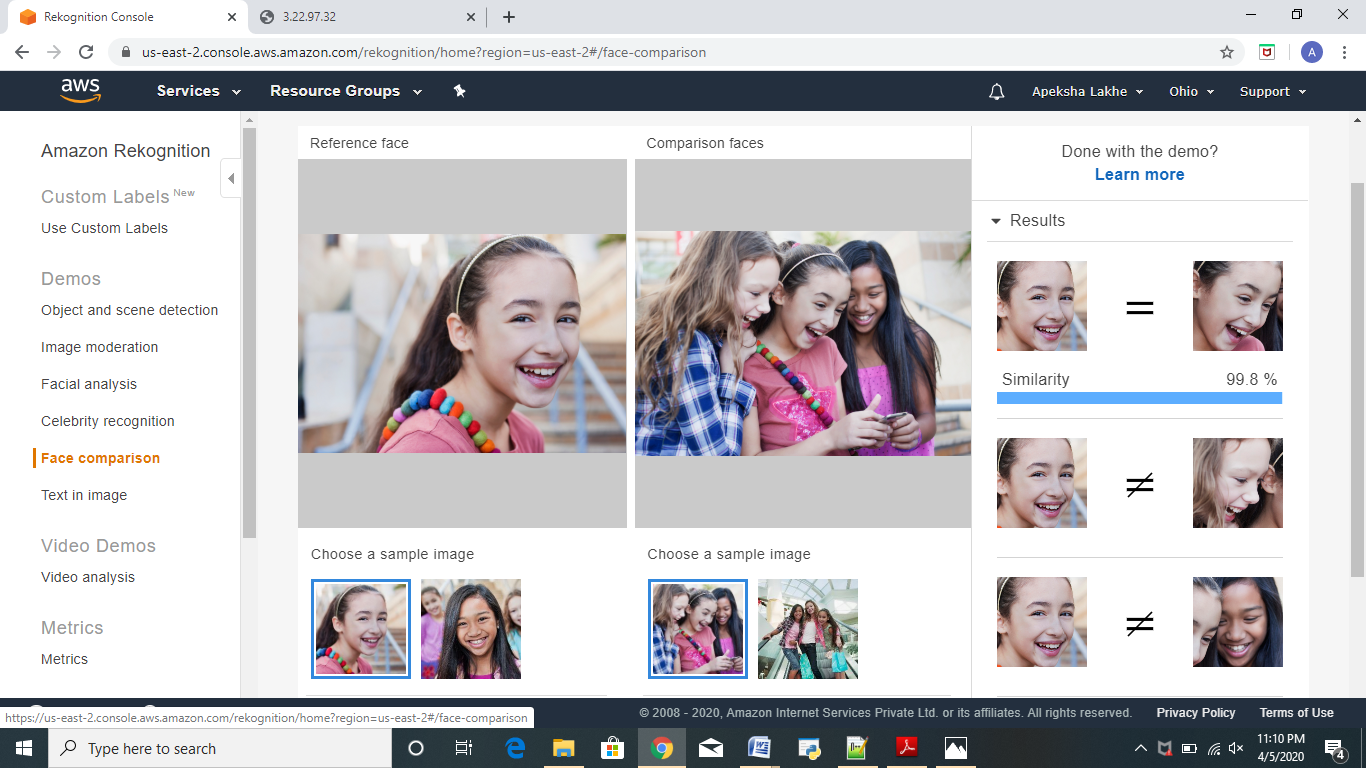 Rekognition Console
3.22.97.32
us-east-2.console.aws.amazon.com/rekognition/home?region=us-east-2#/face-comparison
A
aws
Services
Resource Groups
Apeksha Lakhe
Ohio
Support
Amazon Rekognition
Custom Labels New
Use Custom Labels
Demos
Object and scene detection
Image moderation
Facial analysis
Celebrity recognition
Face comparison
Text in image
Video Demos
Video analysis
Metrics
Metrics
Reference face
Comparison faces
Choose a sample image
Choose a sample image
Done with the demo?
Learn more
Results
=
Similarity 99.8 %
≠
≠
https://us-east-2.console.aws.amazon.com/rekognition/home?region=us-east-2#/face-comparison
© 2008 - 2020, Amazon Internet Services Private Ltd. or its affiliates. All rights reserved.
Privacy Policy
Terms of Use
Type here to search
11:10 PM
4/5/2020
4